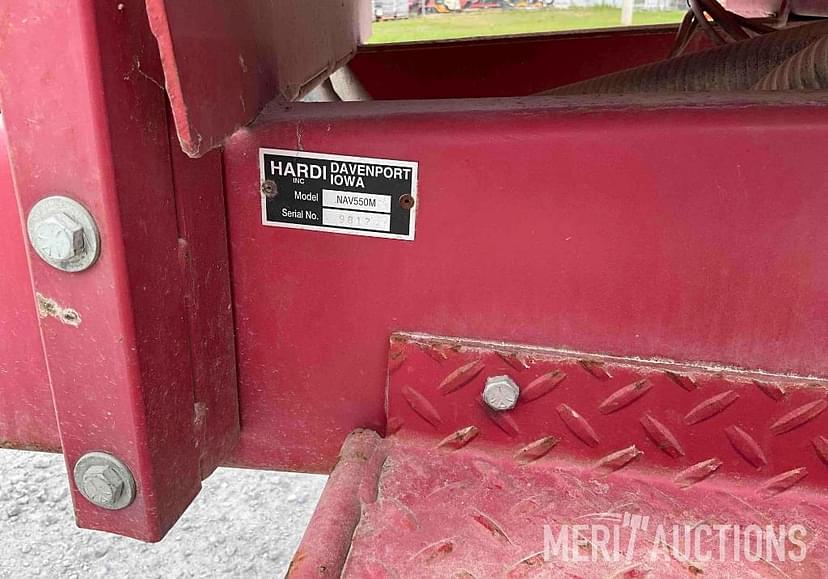 HARDI INC DAVENPORT IOWA
Model NAV550M
Serial No.
MERIT AUCTIONS